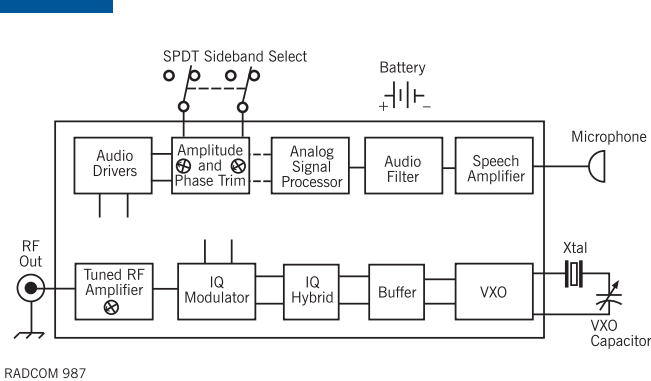 SPDT Sideband Select
Battery
+ −
Microphone
Audio
Drivers
Amplitude
and
Phase Trim
Analog
Signal
Processor
Audio
Filter
Speech
Amplifier
RF
Out
Tuned RF
Amplifier
IQ
Modulator
IQ
Hybrid
Buffer
VXO
Xtal
VXO
Capacitor
RADCOM 987